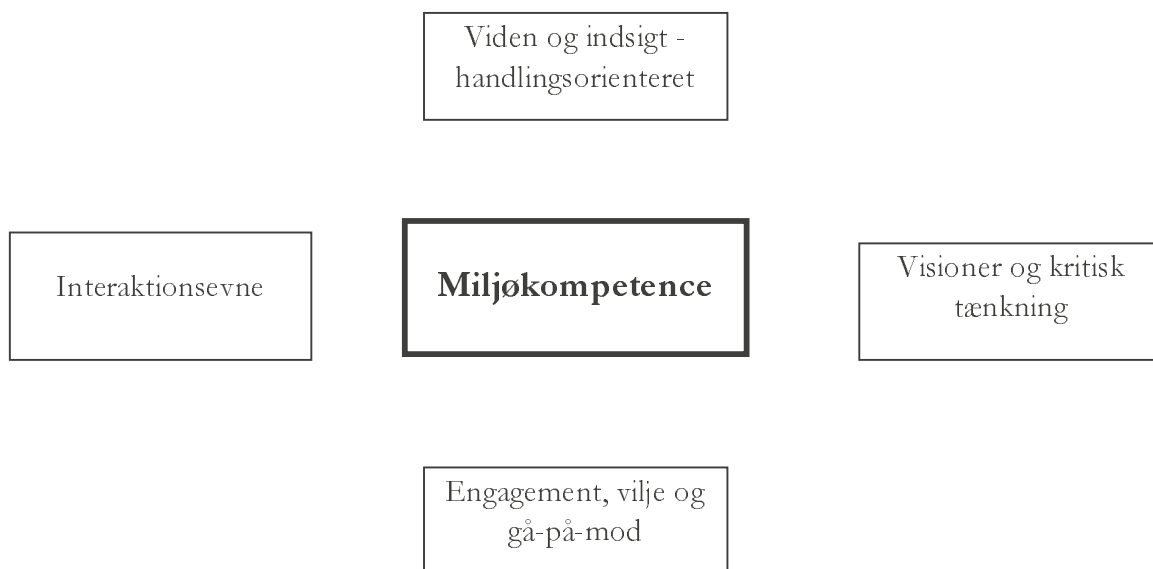 Viden og indsigt -
handlingsorienteret
Interaktionsevne
Miljøkompetence
Visioner og kritisk
tænkning
Engagement, vilje og
gå-på-mod